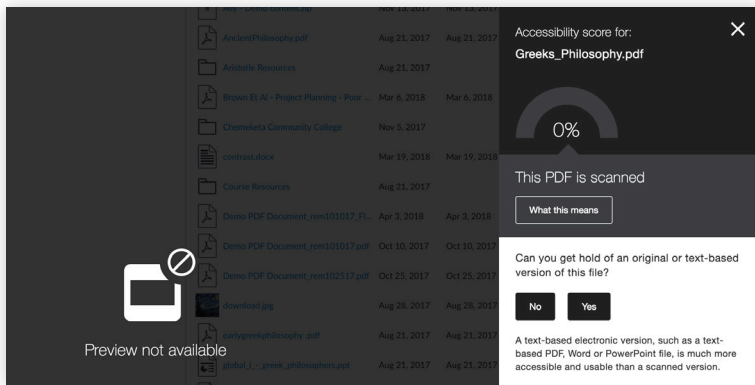 Nov 13, 2017 Nov 13, 2017
AncientPhilosophy.pdf Aug 21, 2017 Aug 21, 2017
Aristotle Resources Aug 21, 2017
Brown Et Al - Project Planning - Poor ... Mar 6, 2018 Mar 6, 2018
Chemeketa Community College Nov 5, 2017
contrast.docx Mar 19, 2018 Mar 19, 2018
Course Resources Aug 21, 2017
Demo PDF Document_rem101017_Fl... Apr 3, 2018 Apr 3, 2018
Demo PDF Document_rem101017.pdf Oct 10, 2017 Oct 10, 2017
Demo PDF Document_rem102517.pdf Oct 25, 2017 Oct 25, 2017
download.jpg Aug 28, 2017 Aug 28, 2017
earlygreekphilosophy .pdf Aug 21, 2017 Aug 21, 2017
global_i_-_greek_philosophers.ppt Aug 21, 2017 Aug 21, 2017
Preview not available
Accessibility score for:
Greeks_Philosophy.pdf
0%
This PDF is scanned
What this means
Can you get hold of an original or text-based
version of this file?
No Yes
A text-based electronic version, such as a text-
based PDF, Word or PowerPoint file, is much more
accessible and usable than a scanned version.